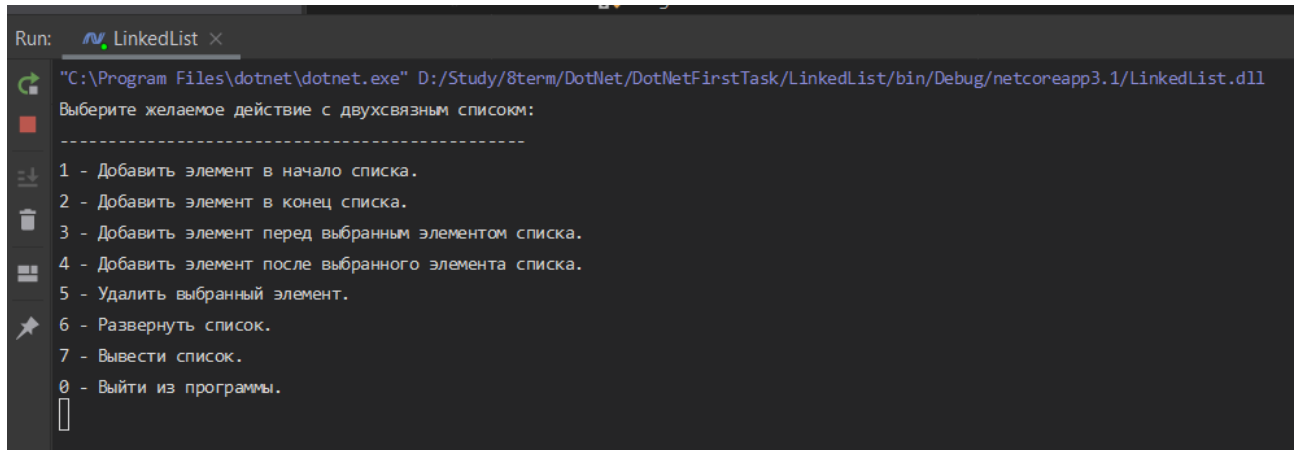 Run: LinkedList ×
"C:\Program Files\dotnet\dotnet.exe" D:/Study/8term/DotNet/DotNetFirstTask/LinkedList/bin/Debug/netcoreapp3.1/LinkedList.dll
Выберите желаемое действие с двухсвязным списокм:
-----------------------------------------------
1 - Добавить элемент в начало списка.
2 - Добавить элемент в конец списка.
3 - Добавить элемент перед выбранным элементом списка.
4 - Добавить элемент после выбранного элемента списка.
5 - Удалить выбранный элемент.
6 - Развернуть список.
7 - Вывести список.
0 - Выйти из программы.